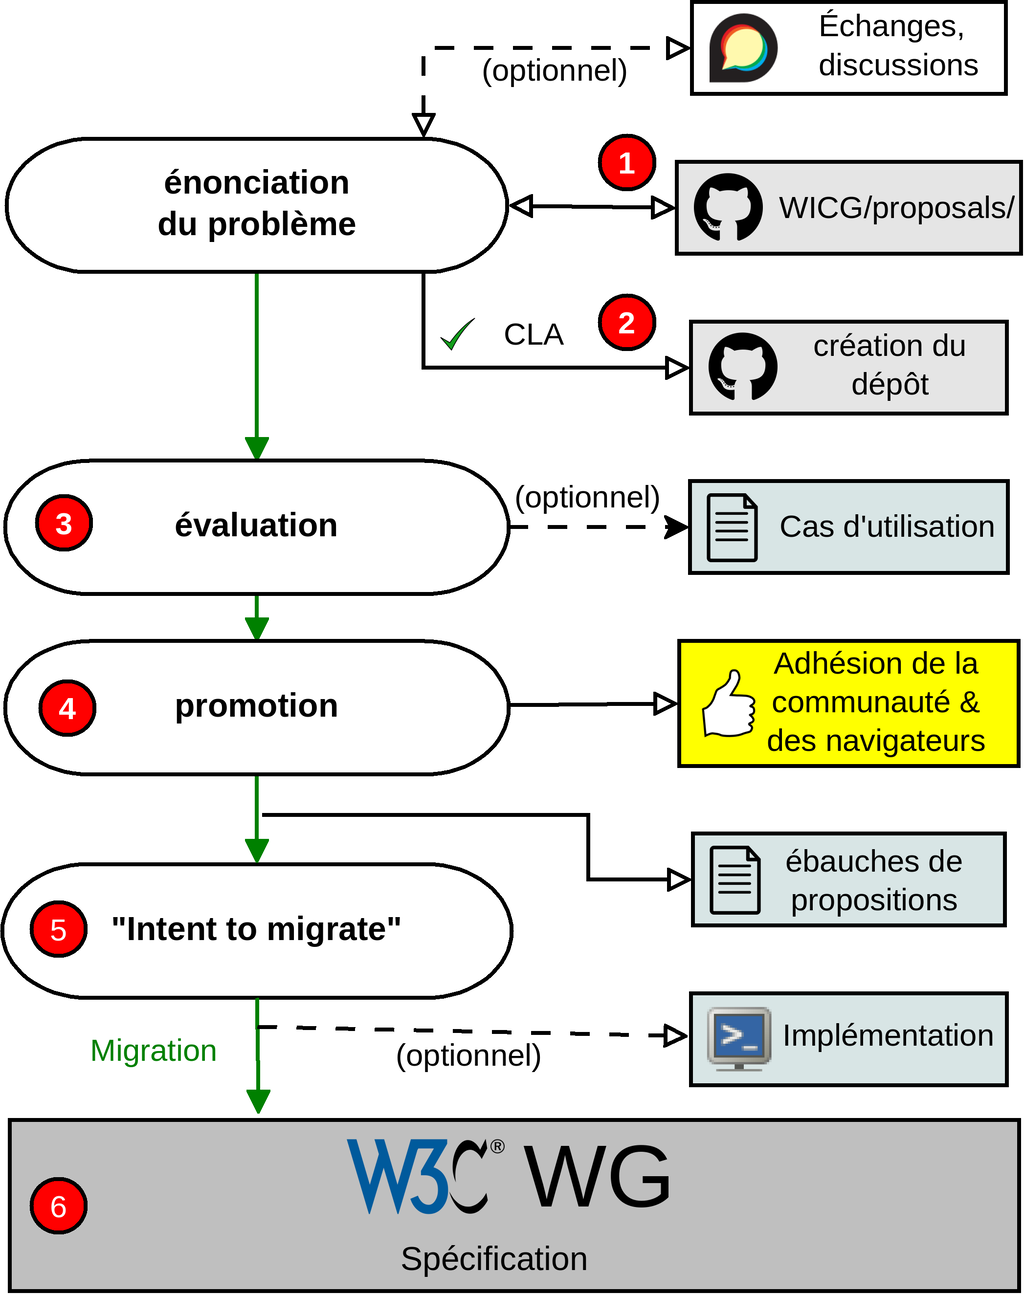 Échanges,
discussions
(optionnel)
énonciation
du problème
1
WICG/proposals/
2
CLA
création du
dépôt
3
évaluation
(optionnel)
Cas d'utilisation
4
promotion
Adhésion de la
communauté &
des navigateurs
ébauches de
propositions
5
"Intent to migrate"
Migration
(optionnel)
>_
Implémentation
6
W3C® WG
Spécification